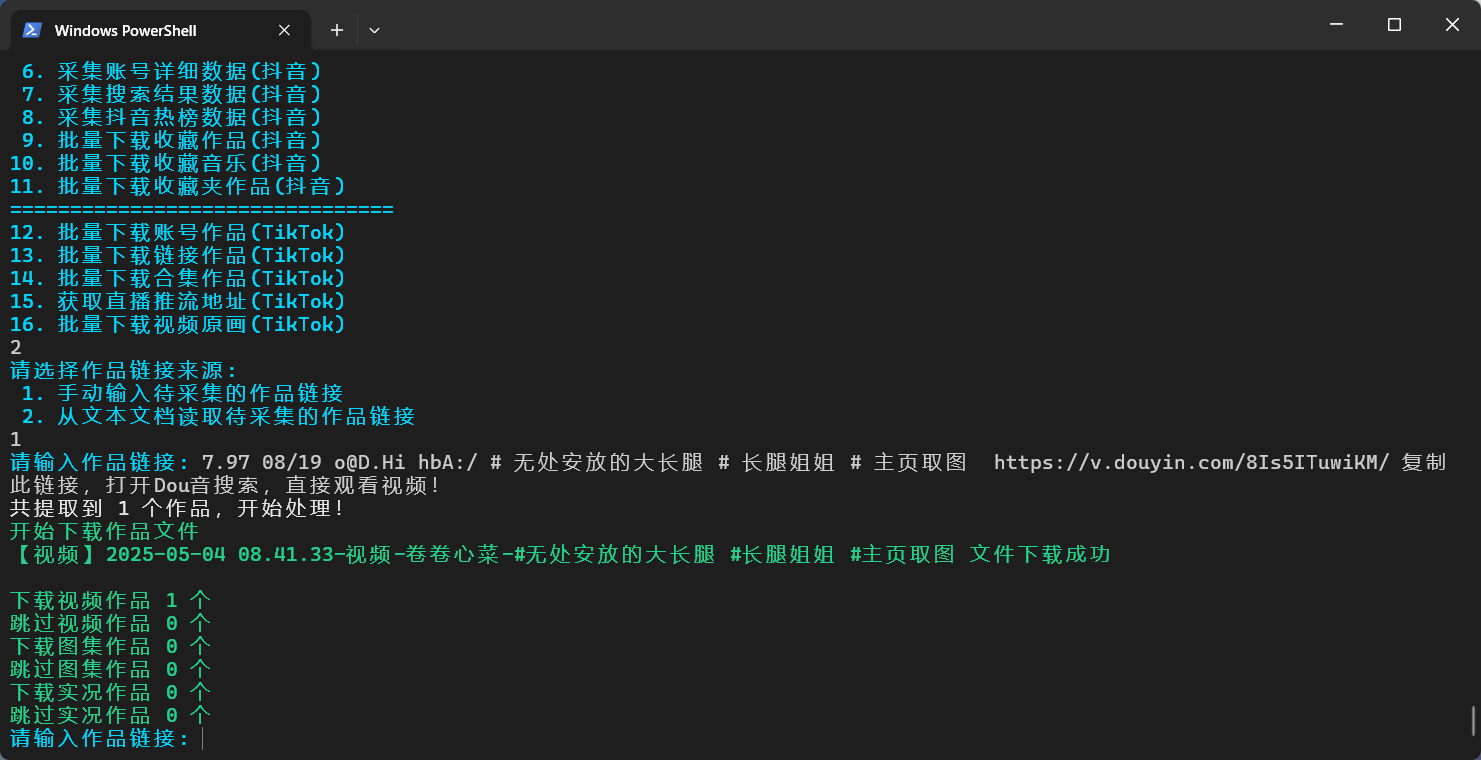 Windows PowerShell
6. 采集账号详细数据(抖音)
7. 采集搜索结果数据(抖音)
8. 采集抖音热榜数据(抖音)
9. 批量下载收藏作品(抖音)
10. 批量下载收藏音乐(抖音)
11. 批量下载收藏夹作品(抖音)
================================
12. 批量下载账号作品(TikTok)
13. 批量下载链接作品(TikTok)
14. 批量下载合集作品(TikTok)
15. 获取直播推流地址(TikTok)
16. 批量下载视频原画(TikTok)
2
请选择作品链接来源:
1. 手动输入待采集的作品链接
2. 从文本文档读取待采集的作品链接
1
请输入作品链接: 7.97 08/19 o@D.Hi hbA:/ # 无处安放的大长腿 # 长腿姐姐 # 主页取图  https://v.douyin.com/8Is5ITuwiKM/ 复制
此链接，打开Dou音搜索，直接观看视频！
共提取到 1 个作品，开始处理！
开始下载作品文件
【视频】2025-05-04 08.41.33-视频-卷卷心菜-#无处安放的大长腿 #长腿姐姐 #主页取图 文件下载成功
下载视频作品 1 个
跳过视频作品 0 个
下载图集作品 0 个
跳过图集作品 0 个
下载实况作品 0 个
跳过实况作品 0 个
请输入作品链接: